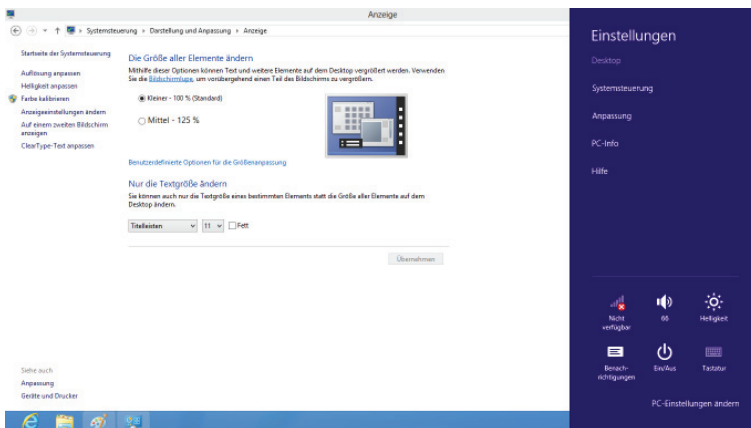 Anzeige
Systemsteuerung › Darstellung und Anpassung › Anzeige
Startseite der Systemsteuerung
Auflösung anpassen
Helligkeit anpassen
Farbe kalibrieren
Anzeigeeinstellungen ändern
Auf einem zweiten Bildschirm
anzeigen
ClearType-Text anpassen
Die Größe aller Elemente ändern
Mithilfe dieser Optionen können Text und weitere Elemente auf dem Desktop vergrößert werden. Verwenden
Sie die Bildschirmlupe, um vorübergehend einen Teil des Bildschirms zu vergrößern.
Kleiner - 100 % (Standard)
Mittel - 125 %
Benutzerdefinierte Optionen für die Größenanpassung
Nur die Textgröße ändern
Sie können auch nur die Textgröße eines bestimmten Elements statt die Größe aller Elemente auf dem
Desktop ändern.
Titelleisten 11 Fett
Übernehmen
Siehe auch
Anpassung
Geräte und Drucker
Einstellungen
Desktop
Systemsteuerung
Anpassung
PC-Info
Hilfe
Nicht
verfügbar
66
Helligkeit
Benach-
richtigungen
Ein/Aus
Tastatur
PC-Einstellungen ändern